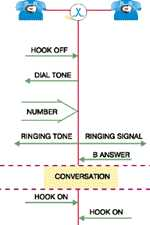 HOOK OFF
DIAL TONE
NUMBER
RINGING TONE RINGING SIGNAL
B ANSWER
CONVERSATION
HOOK ON
HOOK ON